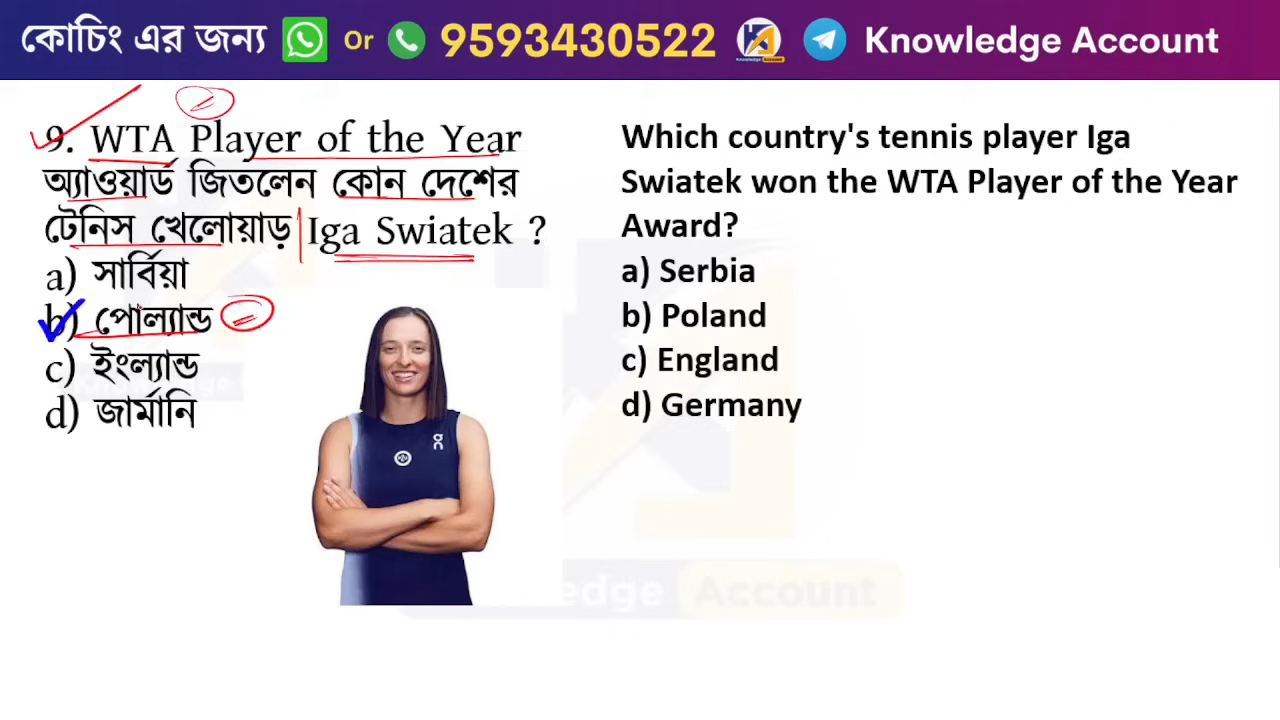 কোচিং এর জন্য Or 9593430522 Knowledge Account
9. WTA Player of the Year
অ্যাওয়ার্ড জিতলেন কোন দেশের
টেনিস খেলোয়াড় Iga Swiatek ?
a) সার্বিয়া
b) পোল্যান্ড
c) ইংল্যান্ড
d) জার্মানি
Which country's tennis player Iga
Swiatek won the WTA Player of the Year
Award?
a) Serbia
b) Poland
c) England
d) Germany
Account